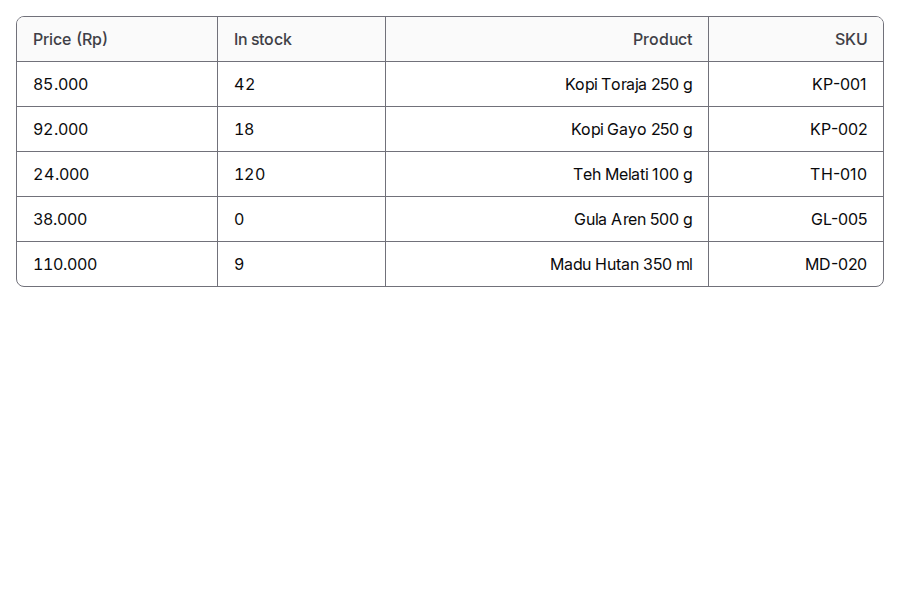 Price (Rp) In stock Product SKU
85.000 42 Kopi Toraja 250 g KP-001
92.000 18 Kopi Gayo 250 g KP-002
24.000 120 Teh Melati 100 g TH-010
38.000 0 Gula Aren 500 g GL-005
110.000 9 Madu Hutan 350 ml MD-020